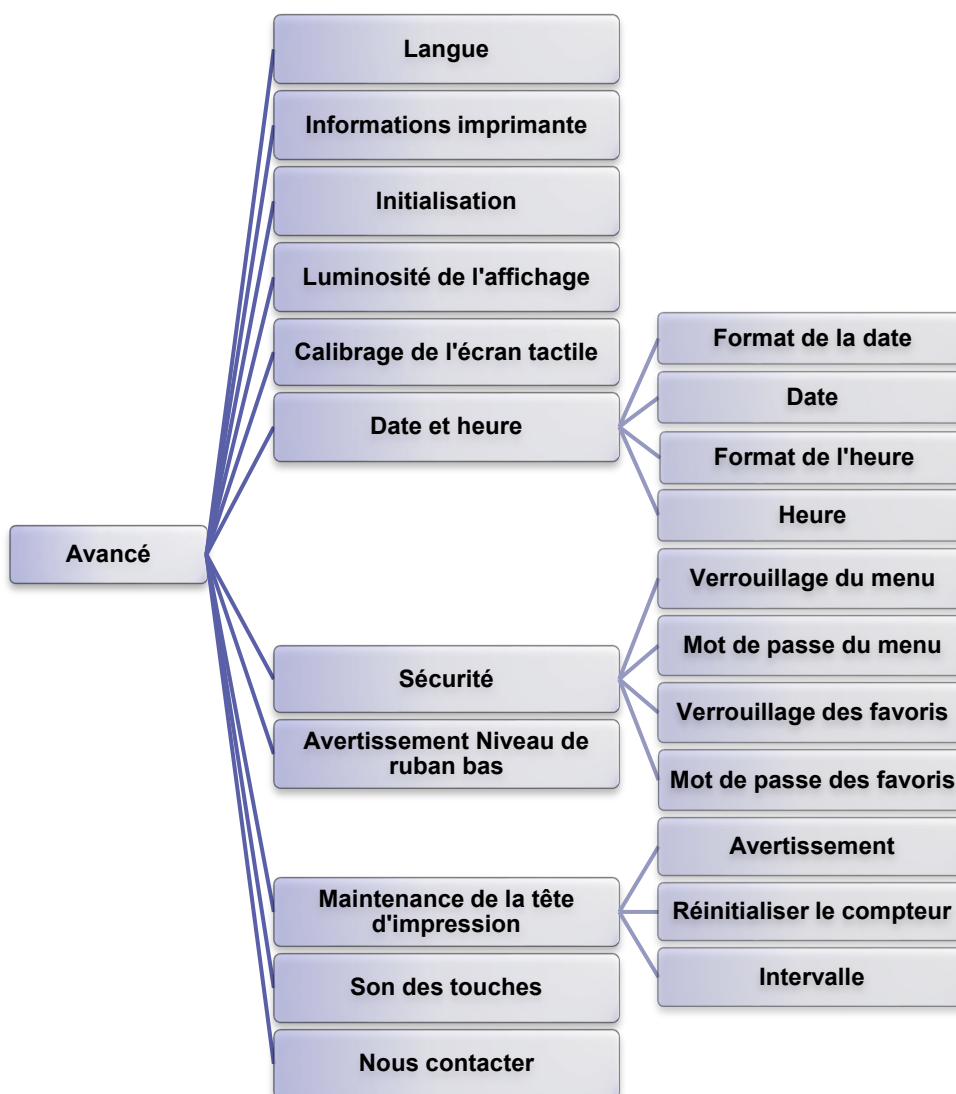 Avancé
Langue
Informations imprimante
Initialisation
Luminosité de l'affichage
Calibrage de l'écran tactile
Date et heure
Format de la date
Date
Format de l'heure
Heure
Sécurité
Verrouillage du menu
Mot de passe du menu
Verrouillage des favoris
Mot de passe des favoris
Avertissement Niveau de
ruban bas
Maintenance de la tête
d'impression
Avertissement
Réinitialiser le compteur
Intervalle
Son des touches
Nous contacter